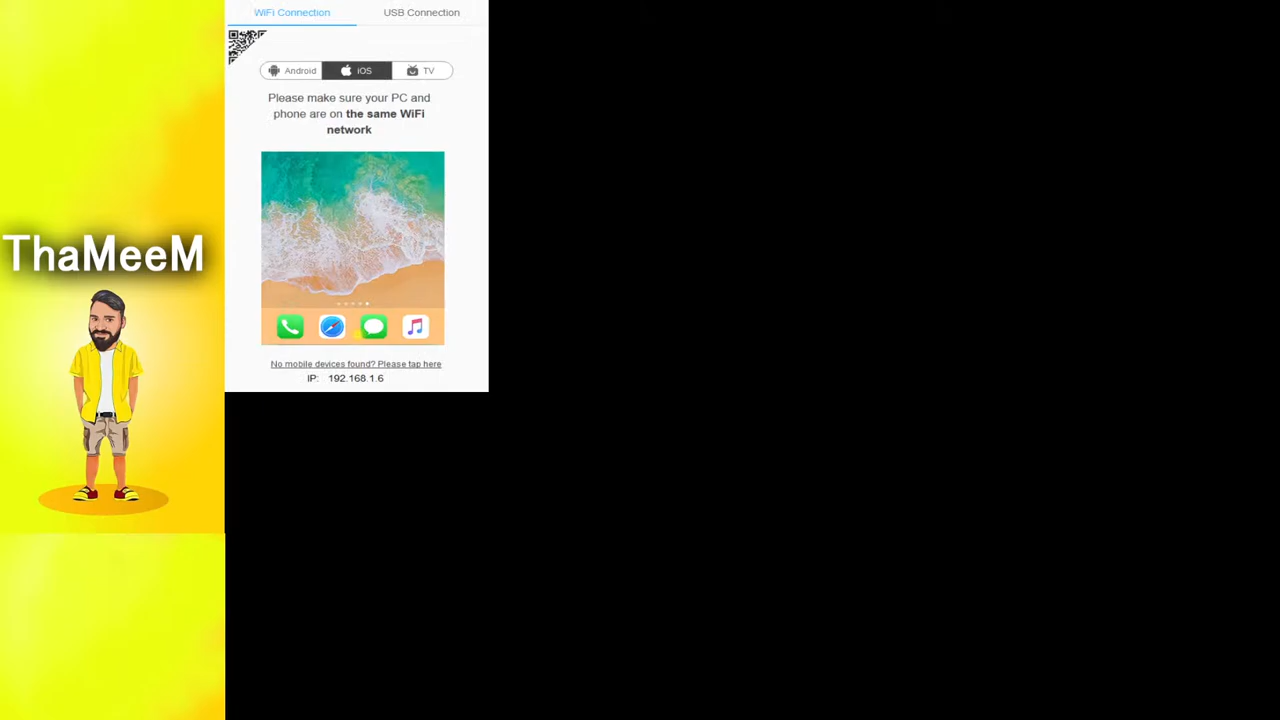 WiFi Connection USB Connection
Android iOS TV
Please make sure your PC and
phone are on the same WiFi
network
ThaMeeM
No mobile devices found? Please tap here
IP: 192.168.1.6